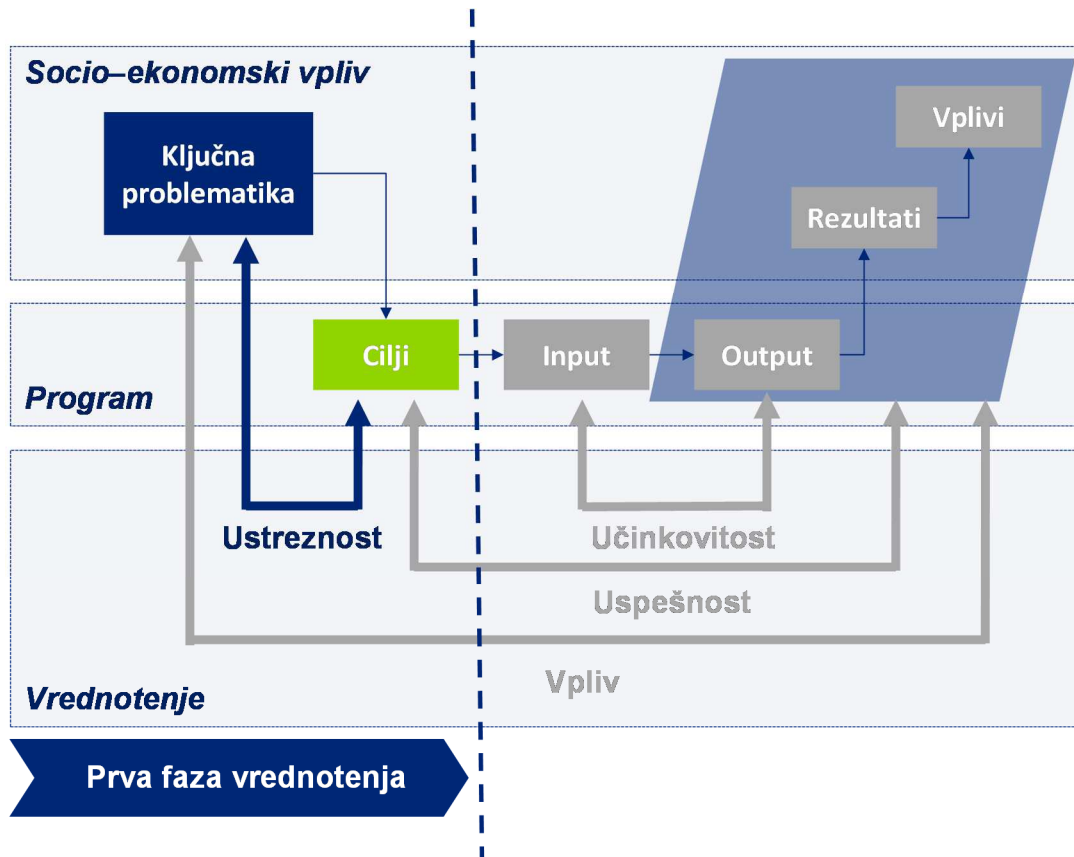 Socio–ekonomski vpliv
Ključna
problematika
Vplivi
Rezultati
Cilji
Input
Output
Program
Ustreznost
Učinkovitost
Uspešnost
Vpliv
Vrednotenje
Prva faza vrednotenja